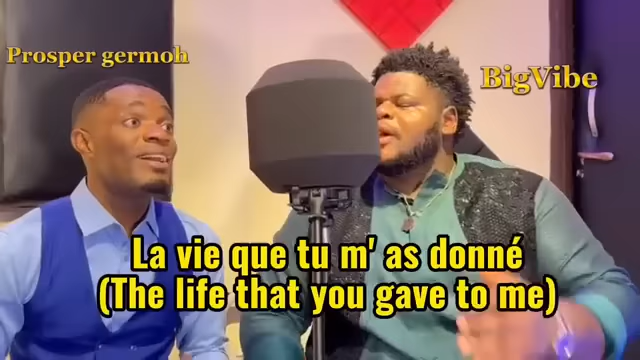 Prosper germoh
BigVibe
La vie que tu m' as donné
(The life that you gave to me)